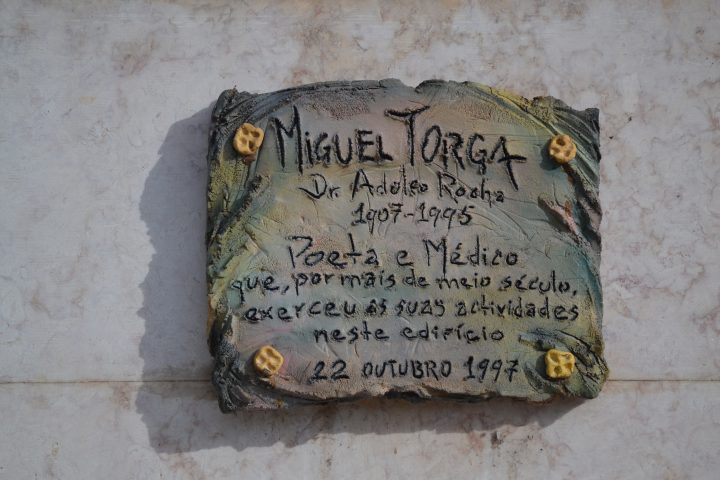 MIGUEL TORGA
Dr. Adolfo Rocha
1907-1995
Poeta e Médico
que, por mais de meio século,
exerceu as suas actividades
neste edifício
22 OUTUBRO 1997